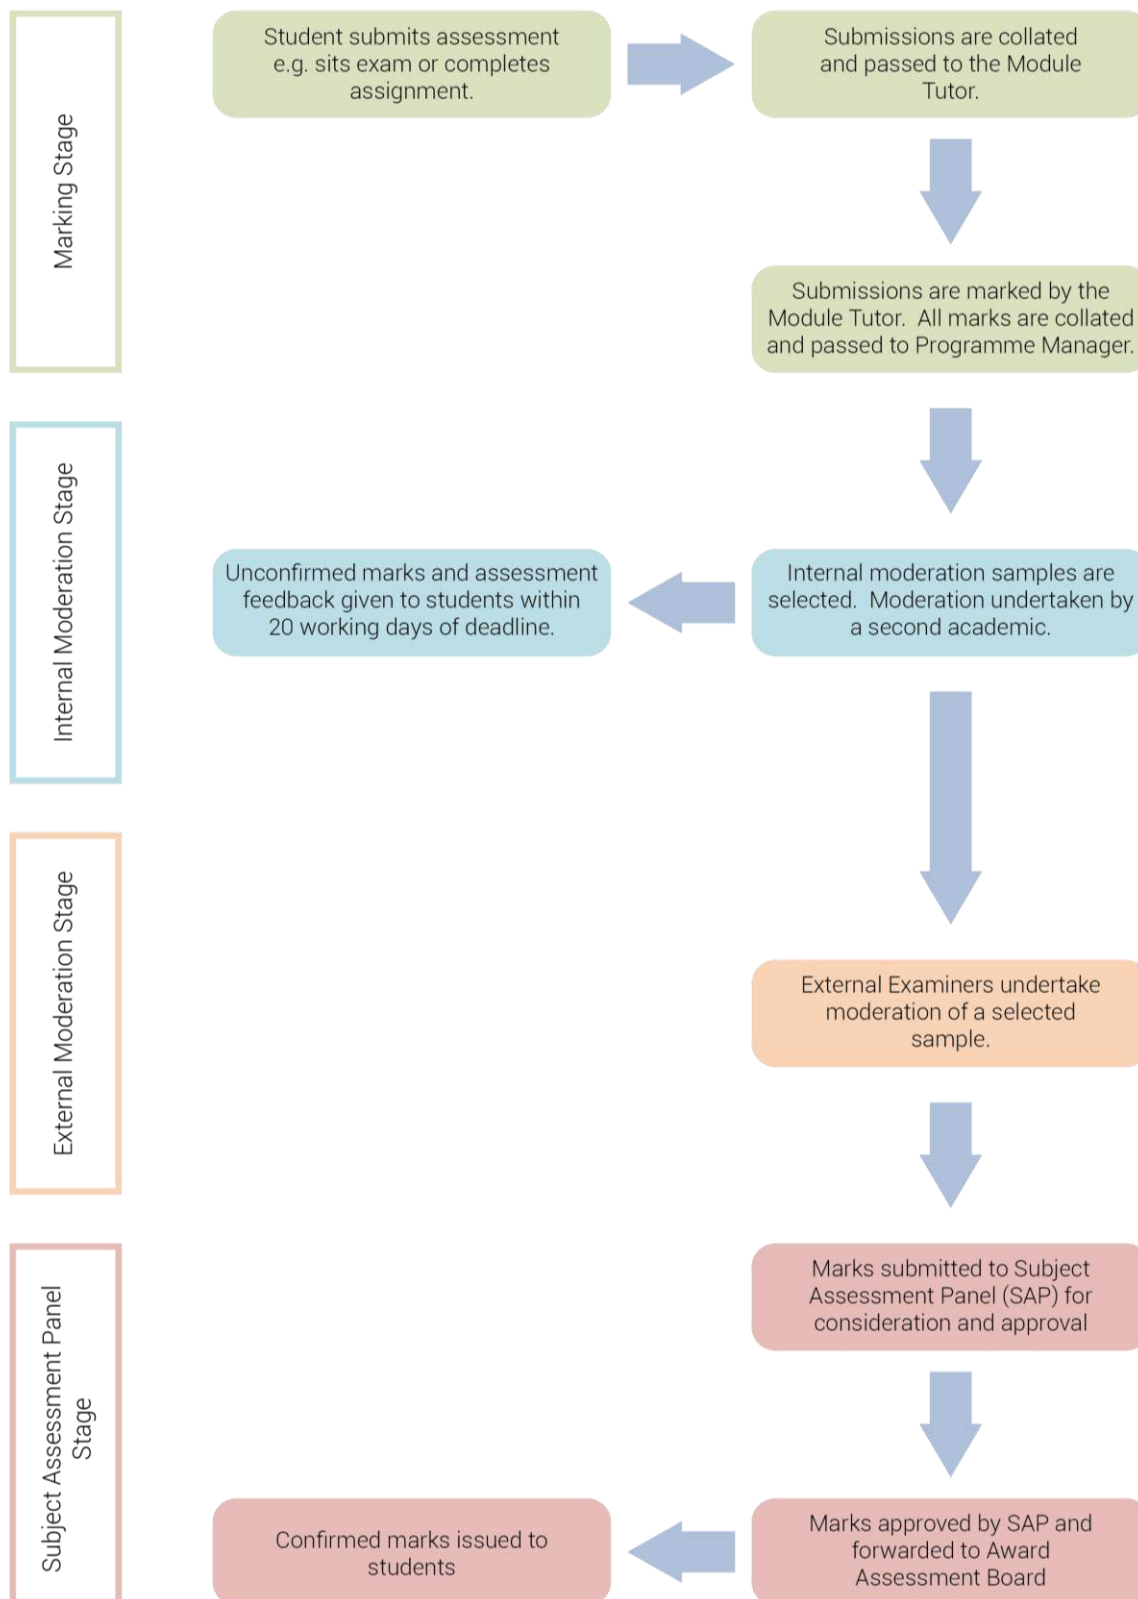 Marking Stage
Student submits assessment
e.g. sits exam or completes
assignment.
Submissions are collated
and passed to the Module
Tutor.
Submissions are marked by the
Module Tutor.  All marks are collated
and passed to Programme Manager.
Internal Moderation Stage
Unconfirmed marks and assessment
feedback given to students within
20 working days of deadline.
Internal moderation samples are
selected.  Moderation undertaken by
a second academic.
External Moderation Stage
External Examiners undertake
moderation of a selected
sample.
Subject Assessment Panel
Stage
Marks submitted to Subject
Assessment Panel (SAP) for
consideration and approval
Confirmed marks issued to
students
Marks approved by SAP and
forwarded to Award
Assessment Board